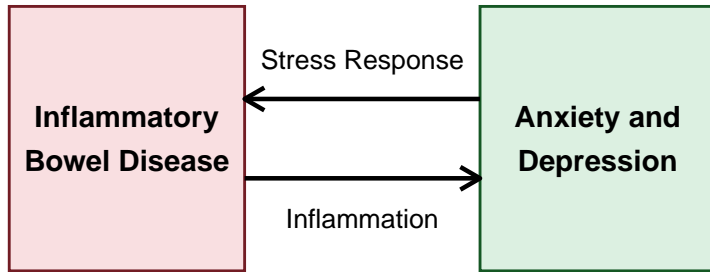 Stress Response
Inflammatory
Bowel Disease
Anxiety and
Depression
Inflammation